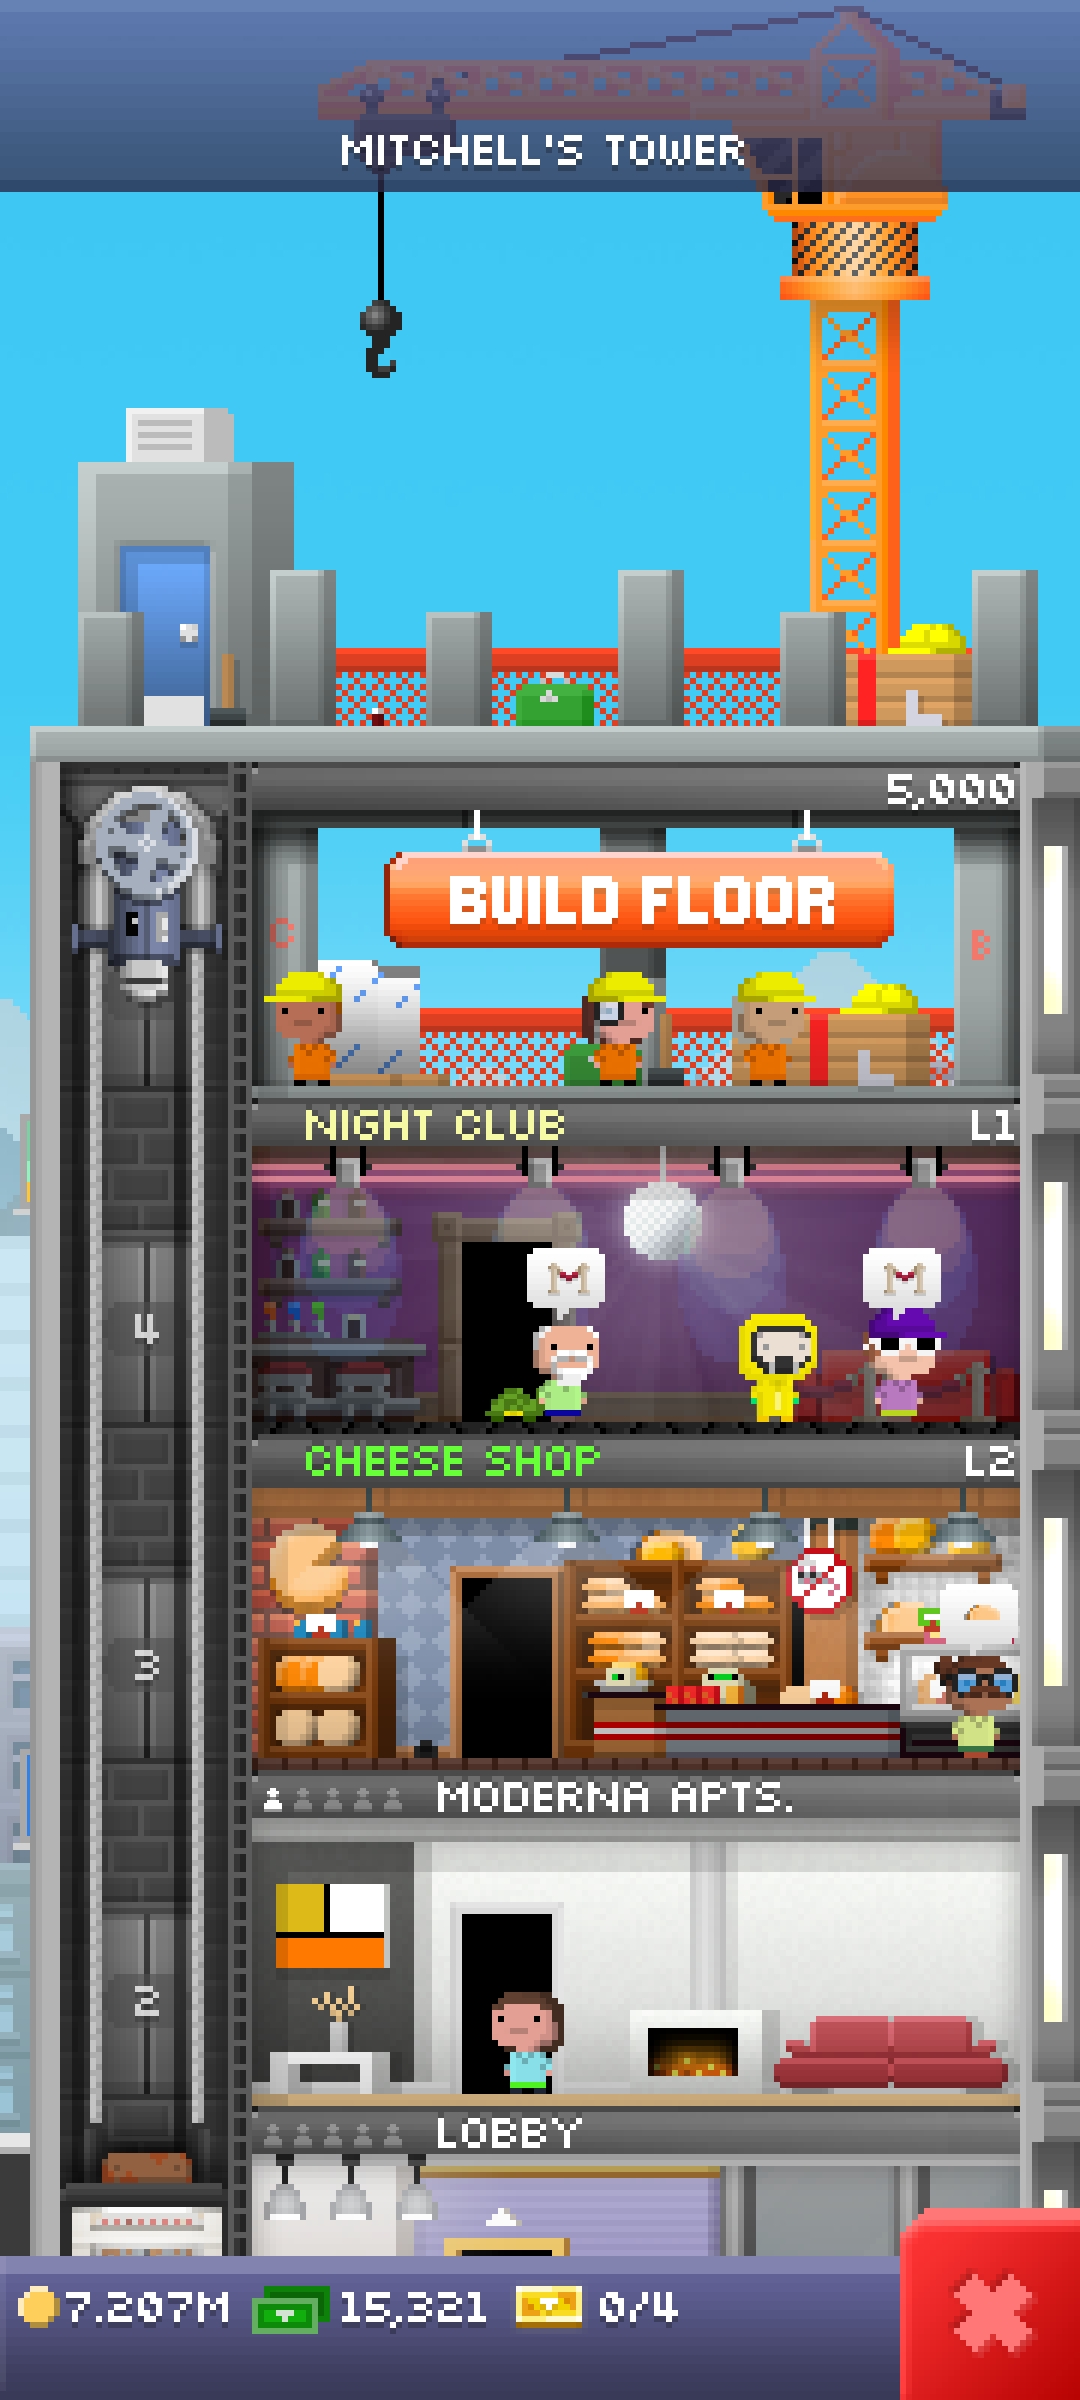 MITCHELL'S TOWER
5,000
BUILD FLOOR
C
B
NIGHT CLUB L1
M M
4
CHEESE SHOP L2
3
MODERNA APTS.
2
LOBBY
7.207M 15,321 0/4